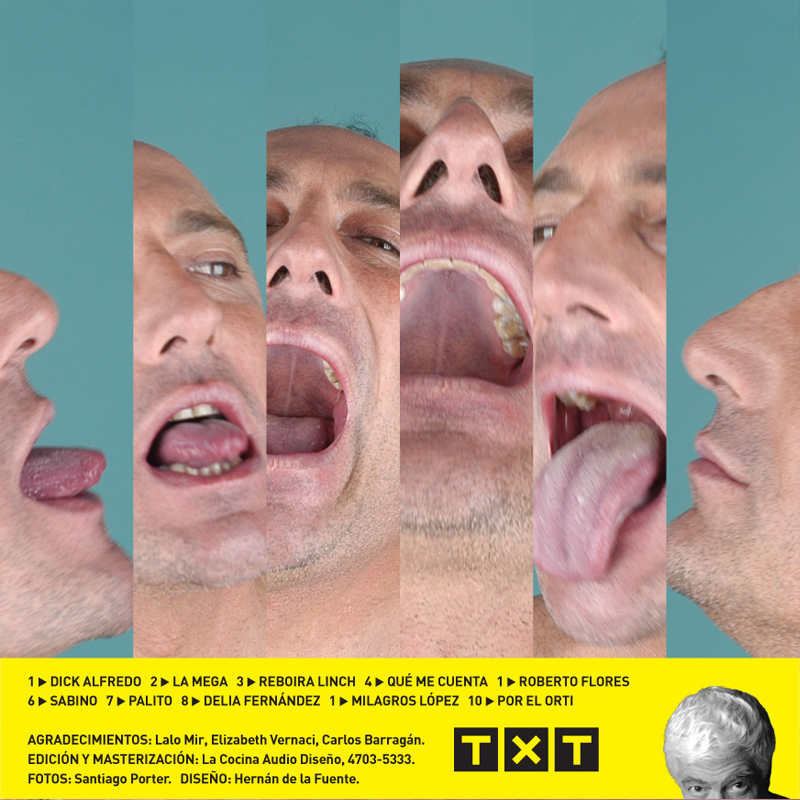 1 ▶ DICK ALFREDO 2 ▶ LA MEGA 3 ▶ REBOIRA LINCH 4 ▶ QUÉ ME CUENTA 1 ▶ ROBERTO FLORES
6 ▶ SABINO 7 ▶ PALITO 8 ▶ DELIA FERNÁNDEZ 1 ▶ MILAGROS LÓPEZ 10 ▶ POR EL ORTI
AGRADECIMIENTOS: Lalo Mir, Elizabeth Vernaci, Carlos Barragán.
EDICIÓN Y MASTERIZACIÓN: La Cocina Audio Diseño, 4703-5333.
FOTOS: Santiago Porter. DISEÑO: Hernán de la Fuente.
TXT